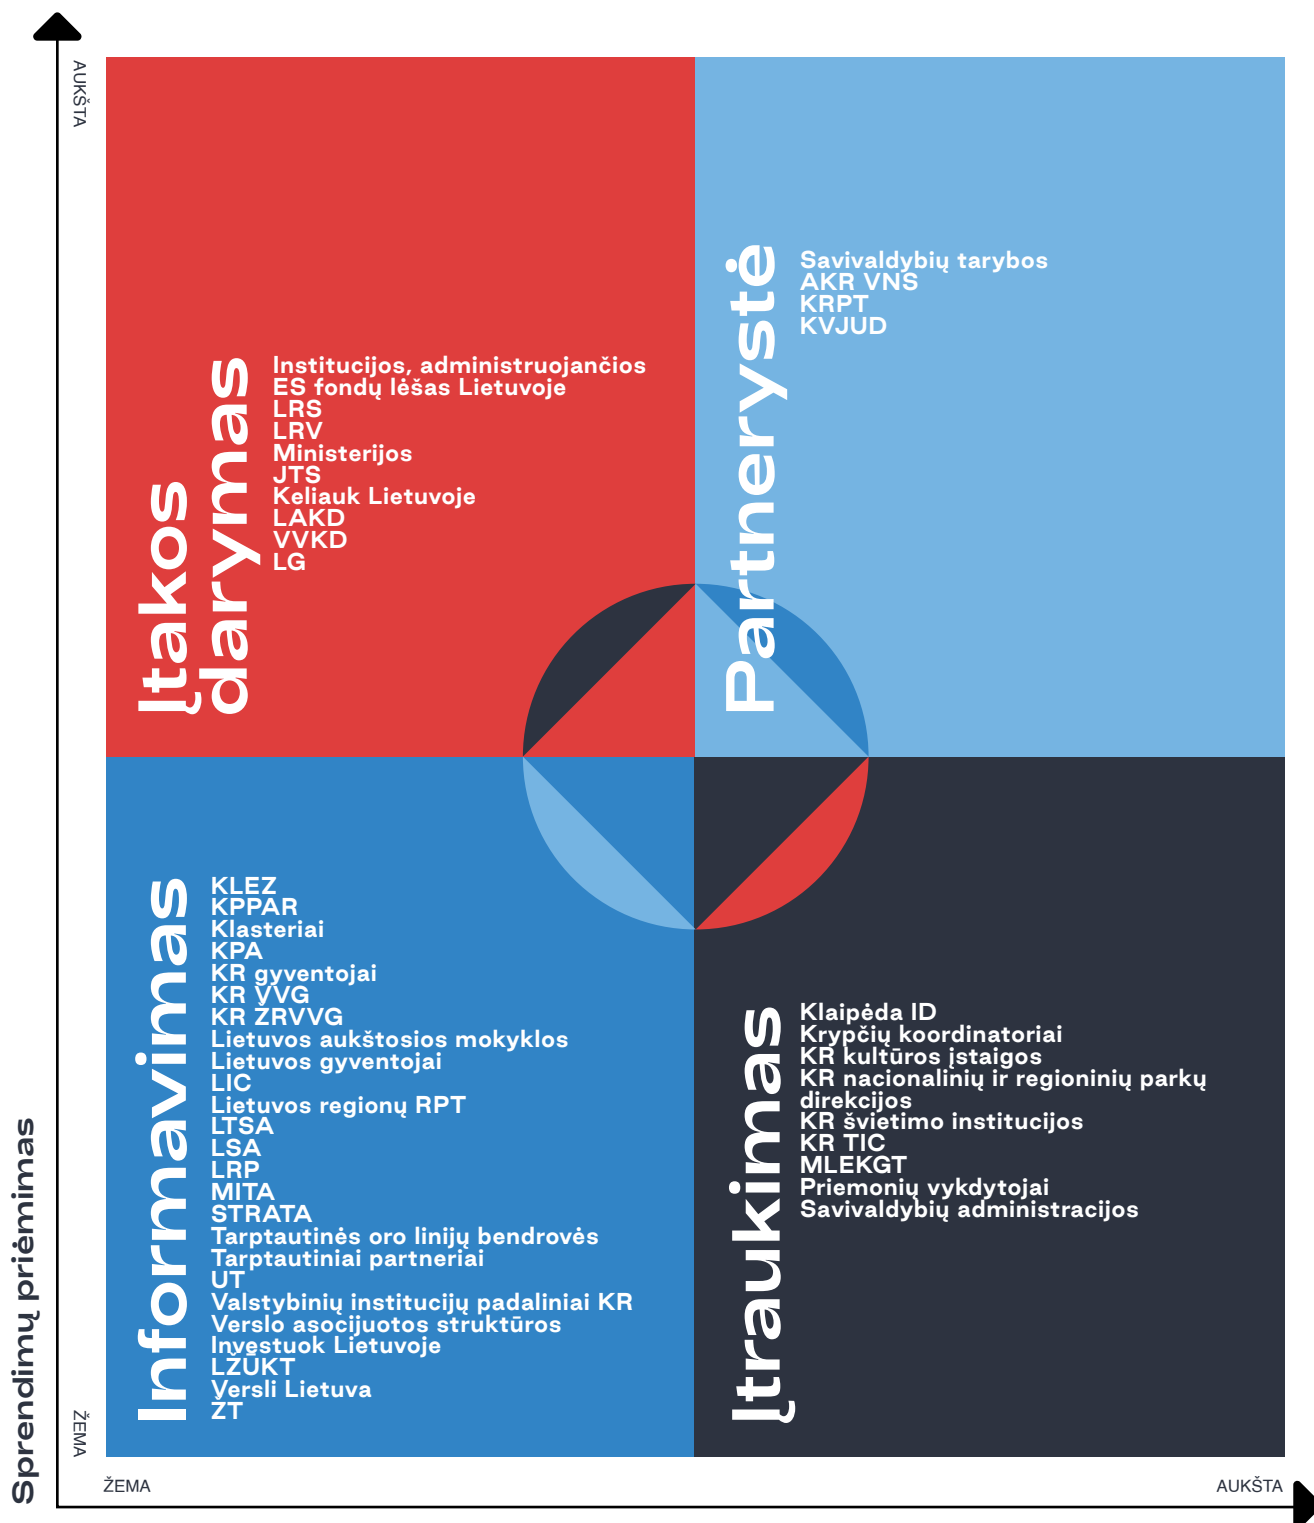 AUKŠTA
Įtakos
darymas
Institucijos, administruojančios
ES fondų lėšas Lietuvoje
LRS
LRV
Ministerijos
JTS
Keliauk Lietuvoje
LAKD
VVKD
LG
Partnerystė
Savivaldybių tarybos
AKR VNS
KRPT
KVJUD
Informavimas
KLEZ
KPPAR
Klasteriai
KPA
KR gyventojai
KR VVG
KR ŽRVVG
Lietuvos aukštosios mokyklos
Lietuvos gyventojai
LIC
Lietuvos regionų RPT
LTSA
LSA
LRP
MITA
STRATA
Tarptautinės oro linijų bendrovės
Tarptautiniai partneriai
UT
Valstybinių institucijų padaliniai KR
Verslo asocijuotos struktūros
Investuok Lietuvoje
LŽŪKT
Versli Lietuva
ŽT
Įtraukimas
Klaipėda ID
Krypčių koordinatoriai
KR kultūros įstaigos
KR nacionalinių ir regioninių parkų
direkcijos
KR švietimo institucijos
KR TIC
MLEKGT
Priemonių vykdytojai
Savivaldybių administracijos
Sprendimų priėmimas
ŽEMA
ŽEMA
AUKŠTA